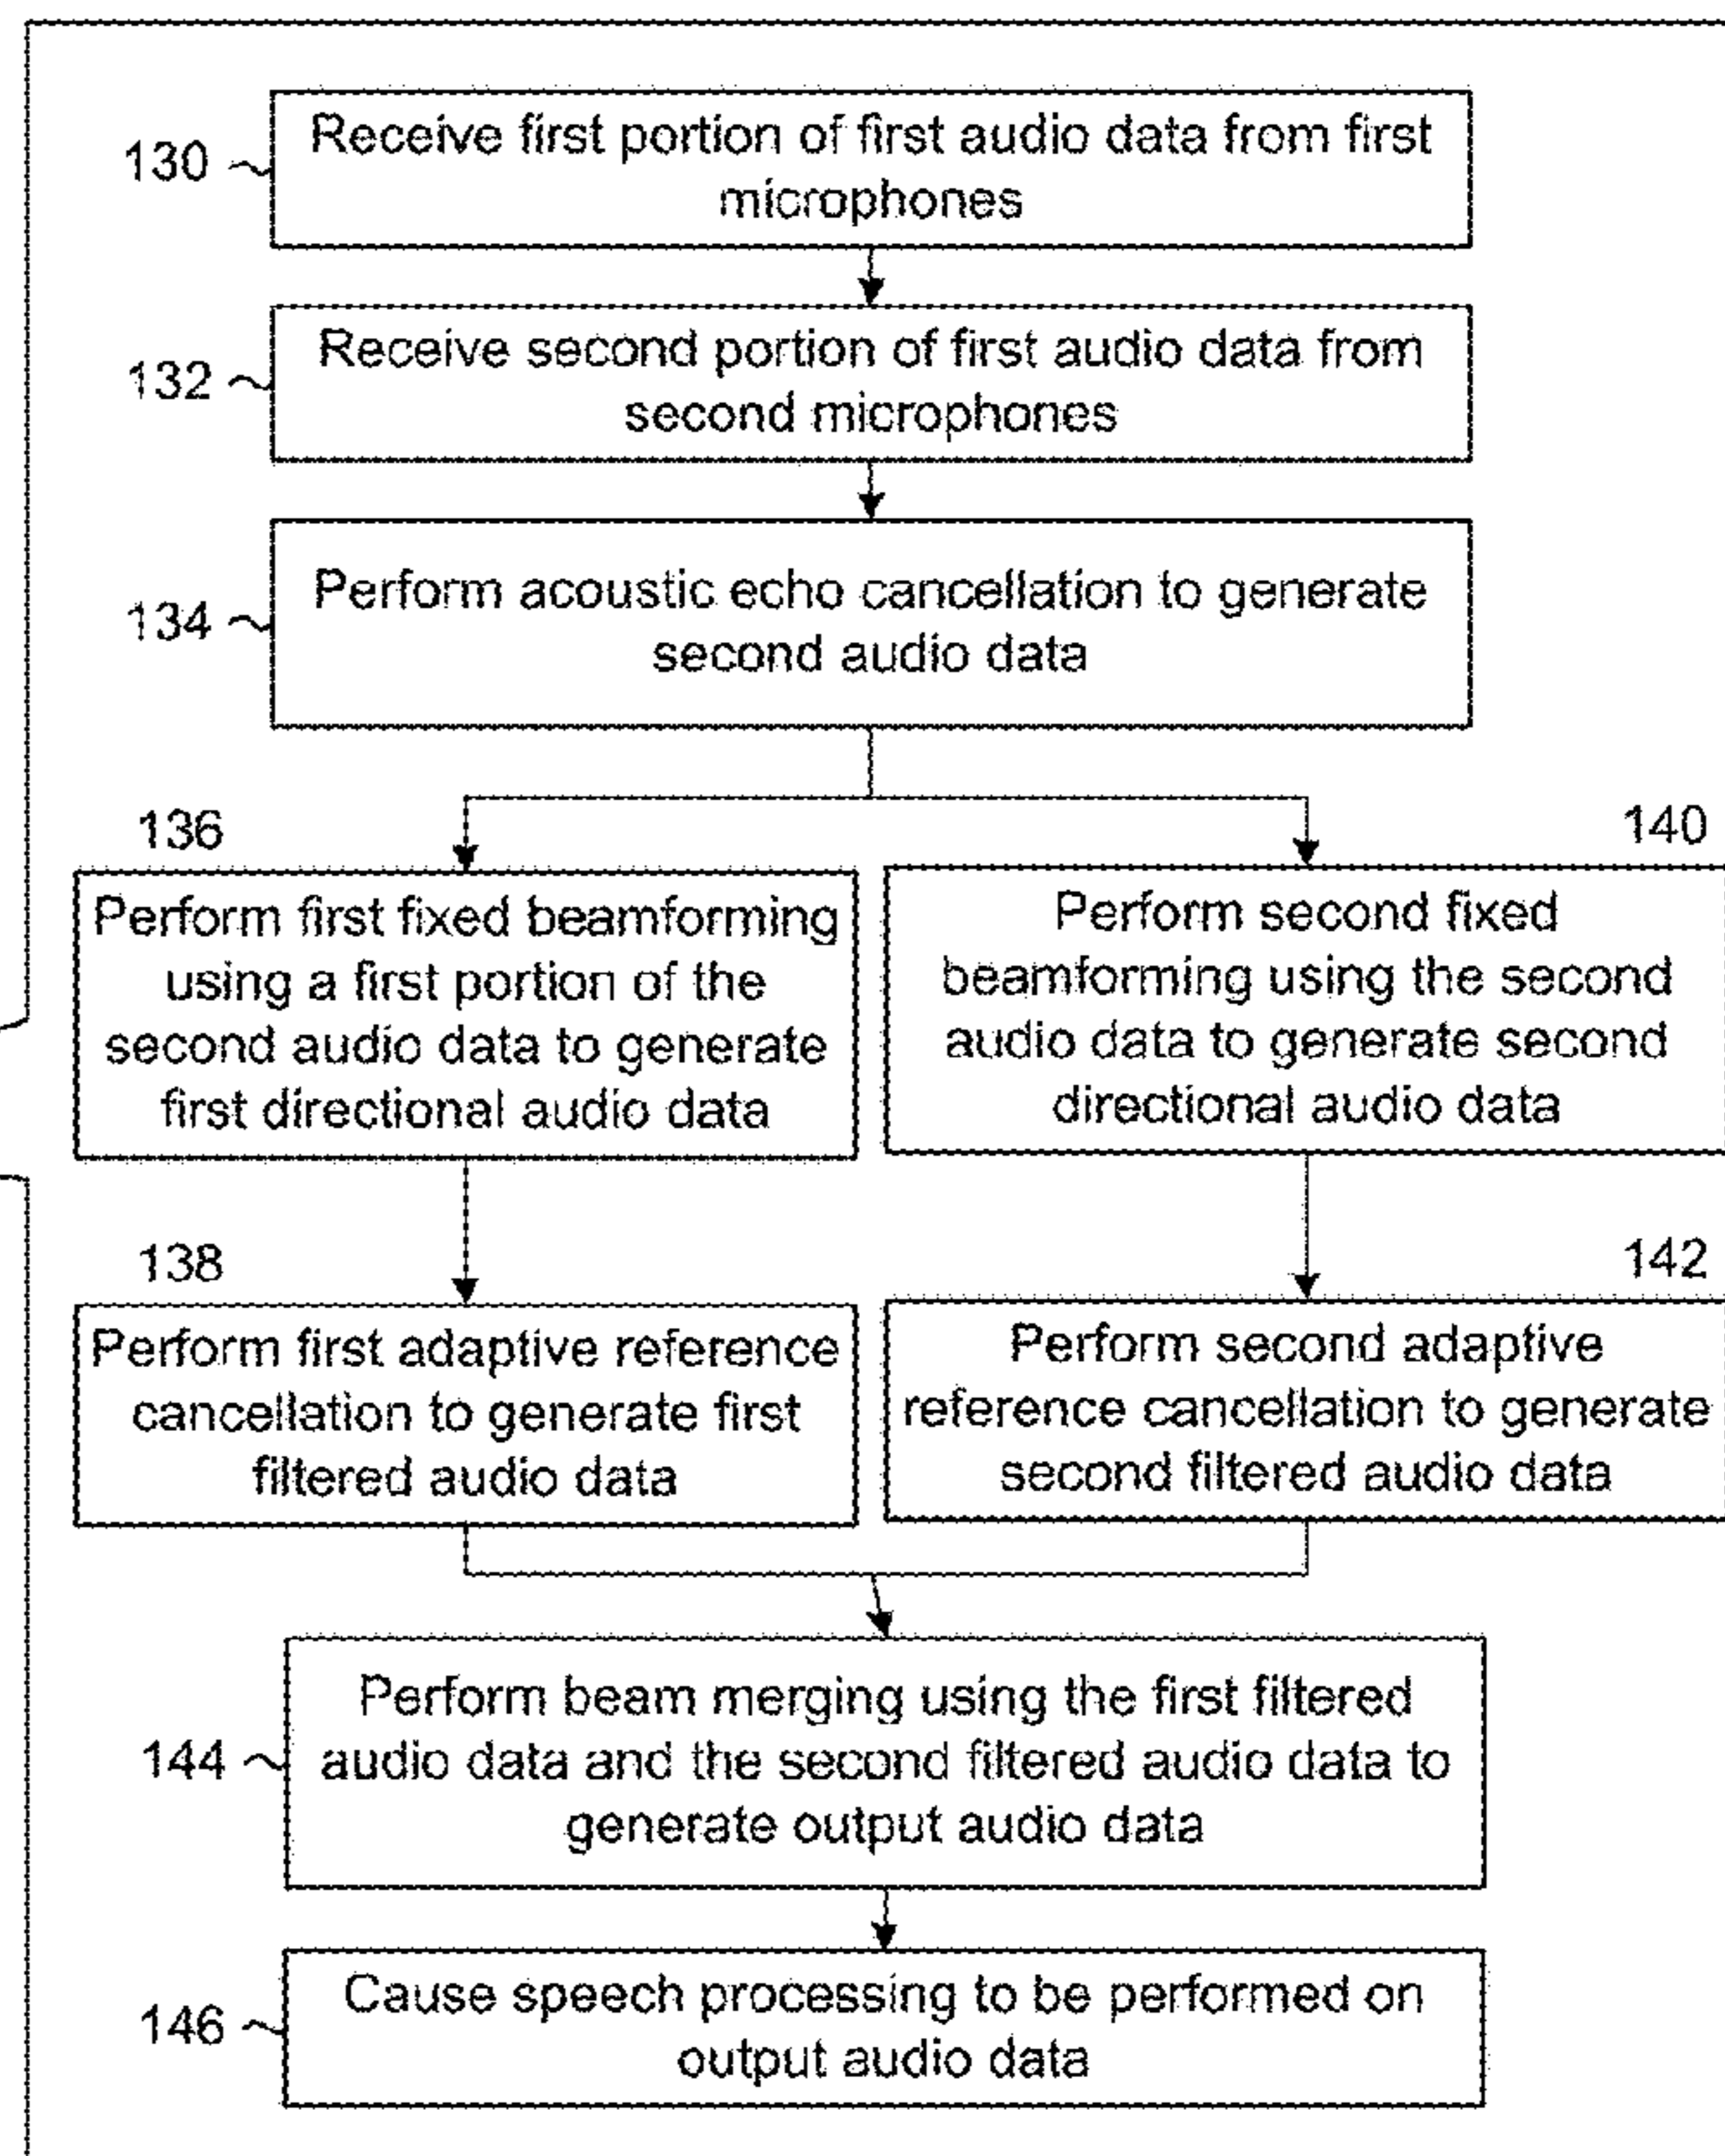 130
Receive first portion of first audio data from first
microphones
132
Receive second portion of first audio data from
second microphones
134
Perform acoustic echo cancellation to generate
second audio data
136
Perform first fixed beamforming
using a first portion of the
second audio data to generate
first directional audio data
140
Perform second fixed
beamforming using the second
audio data to generate second
directional audio data
138
Perform first adaptive reference
cancellation to generate first
filtered audio data
142
Perform second adaptive
reference cancellation to generate
second filtered audio data
144
Perform beam merging using the first filtered
audio data and the second filtered audio data to
generate output audio data
146
Cause speech processing to be performed on
output audio data